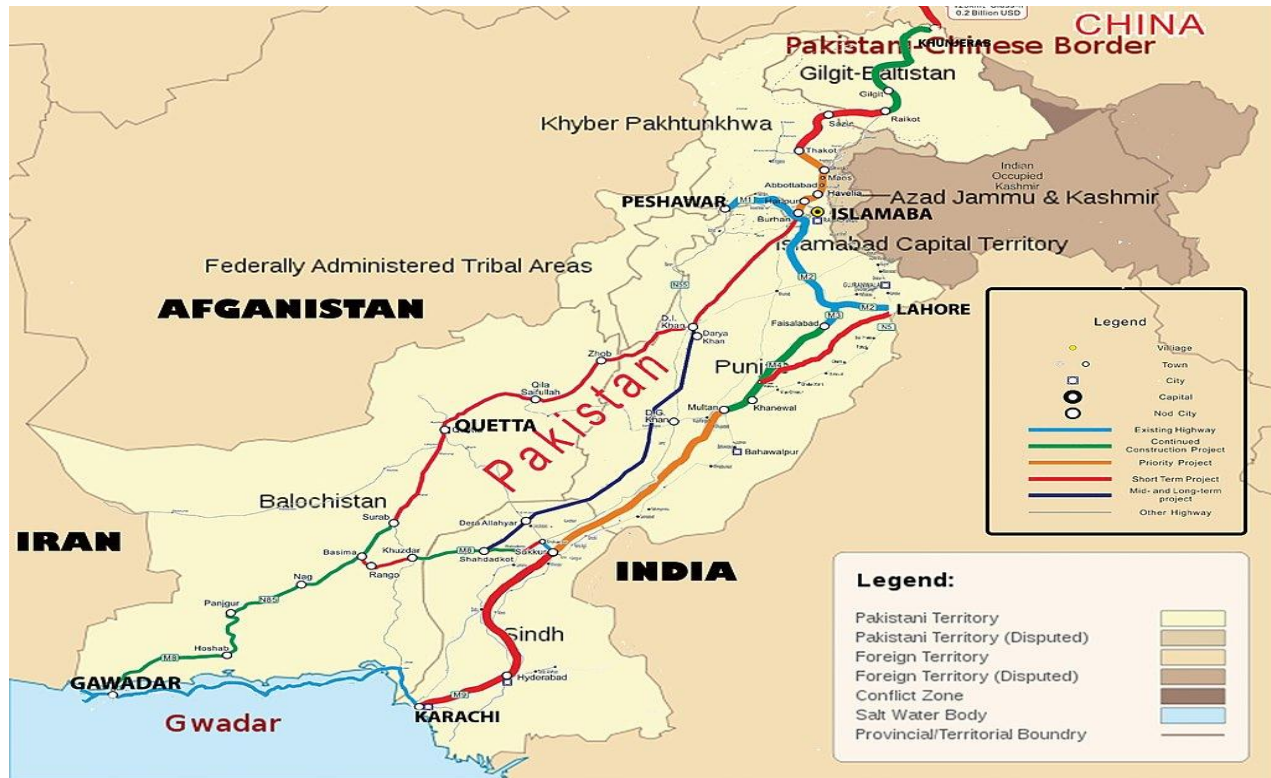 0.2 Billion USD
CHINA
KHUNJERAB
Pakistani-Chinese Border
Gilgit-Baltistan
Gilgit
Raikot
Sazin
Khyber Pakhtunkhwa
Thakot
Indian
Occupied
Kashmir
Mans
Abbottabad
Havelia
Azad Jammu & Kashmir
PESHAWAR
M1
Haripur
Burhan
ISLAMABA
Islamabad Capital Territory
Federally Administered Tribal Areas
M2
N55
GUJRANWALA
AFGANISTAN
M2
LAHORE
M3
N5
Faisalabad
D.I.
Khan
Darya
Khan
Zhob
Punj
M4
Qila
Saifullah
Pakistan
Multan
Khanewal
D.G.
Khan
QUETTA
Bahawalpur
Balochistan
Surab
Dera Allahyar
IRAN
Basima
Khuzdar
M8
Shahdadkot
Sukkur
Rango
INDIA
Nag
N85
Panjgur
Sindh
Hoshab
M8
Hyderabad
GAWADAR
M9
KARACHI
Gwadar
Legend
Villiage
Town
City
Capital
Nod City
Existing Highway
Continued
Construction Project
Priority Project
Short Term Project
Mid- and Long-term
project
Other Highway
Legend:
Pakistani Territory
Pakistani Territory (Disputed)
Foreign Territory
Foreign Territory (Disputed)
Conflict Zone
Salt Water Body
Provincial/Territorial Boundry